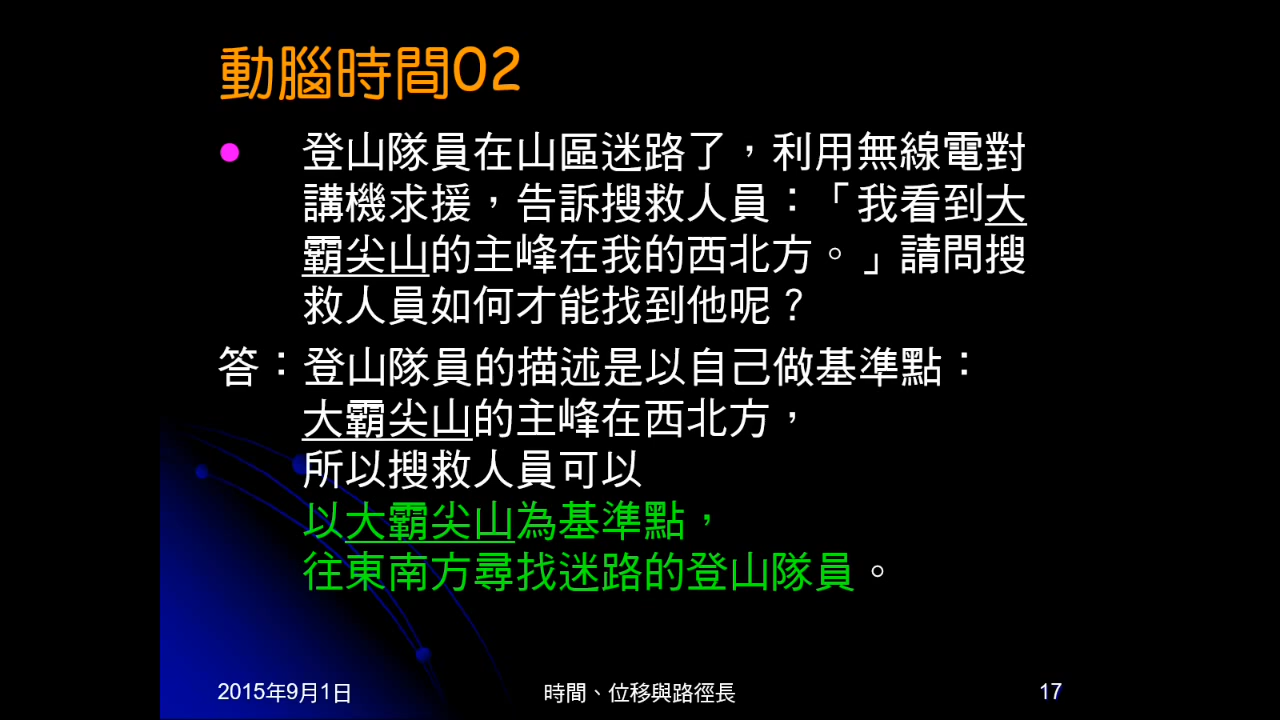 動腦時間02
● 登山隊員在山區迷路了，利用無線電對
講機求援，告訴搜救人員：「我看到大
霸尖山的主峰在我的西北方。」請問搜
救人員如何才能找到他呢？
答：登山隊員的描述是以自己做基準點：
大霸尖山的主峰在西北方，
所以搜救人員可以
以大霸尖山為基準點，
往東南方尋找迷路的登山隊員。
2015年9月1日 時間、位移與路徑長 17